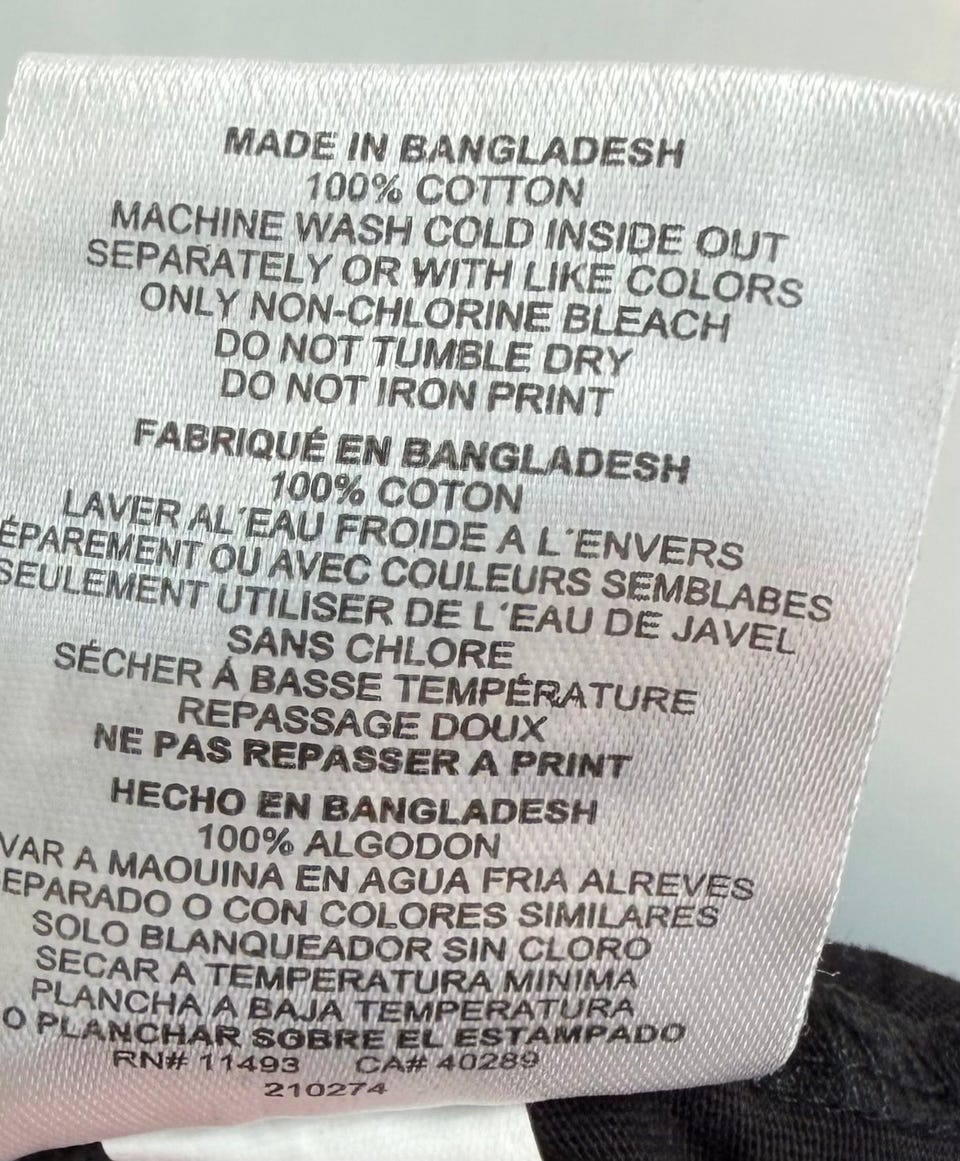 MADE IN BANGLADESH
100% COTTON
MACHINE WASH COLD INSIDE OUT
SEPARATELY OR WITH LIKE COLORS
ONLY NON-CHLORINE BLEACH
DO NOT TUMBLE DRY
DO NOT IRON PRINT
FABRIQUÉ EN BANGLADESH
100% COTON
LAVER AL'EAU FROIDE A L'ENVERS
ÉPAREMENT OU AVEC COULEURS SEMBLABES
SEULEMENT UTILISER DE L'EAU DE JAVEL
SANS CHLORE
SÉCHER Á BASSE TEMPÉRATURE
REPASSAGE DOUX
NE PAS REPASSER A PRINT
HECHO EN BANGLADESH
100% ALGODON
VAR A MAOUINA EN AGUA FRIA ALREVES
EPARADO O CON COLORES SIMILARES
SOLO BLANQUEADOR SIN CLORO
SECAR A TEMPERATURA MINIMA
PLANCHA A BAJA TEMPERATURA
O PLANCHAR SOBRE EL ESTAMPADO
RN# 11493 CA# 40289
210274